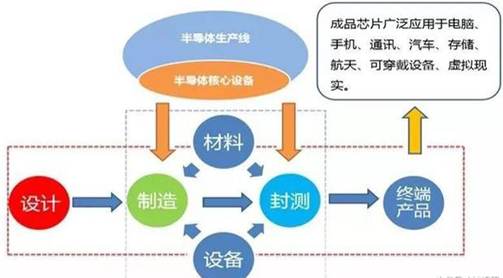 半导体生产线
半导体核心设备
成品芯片广泛应用于电脑、
手机、通讯、汽车、存储、
航天、可穿戴设备、虚拟现
实。
材料
设计
制造
封测
终端
产品
设备